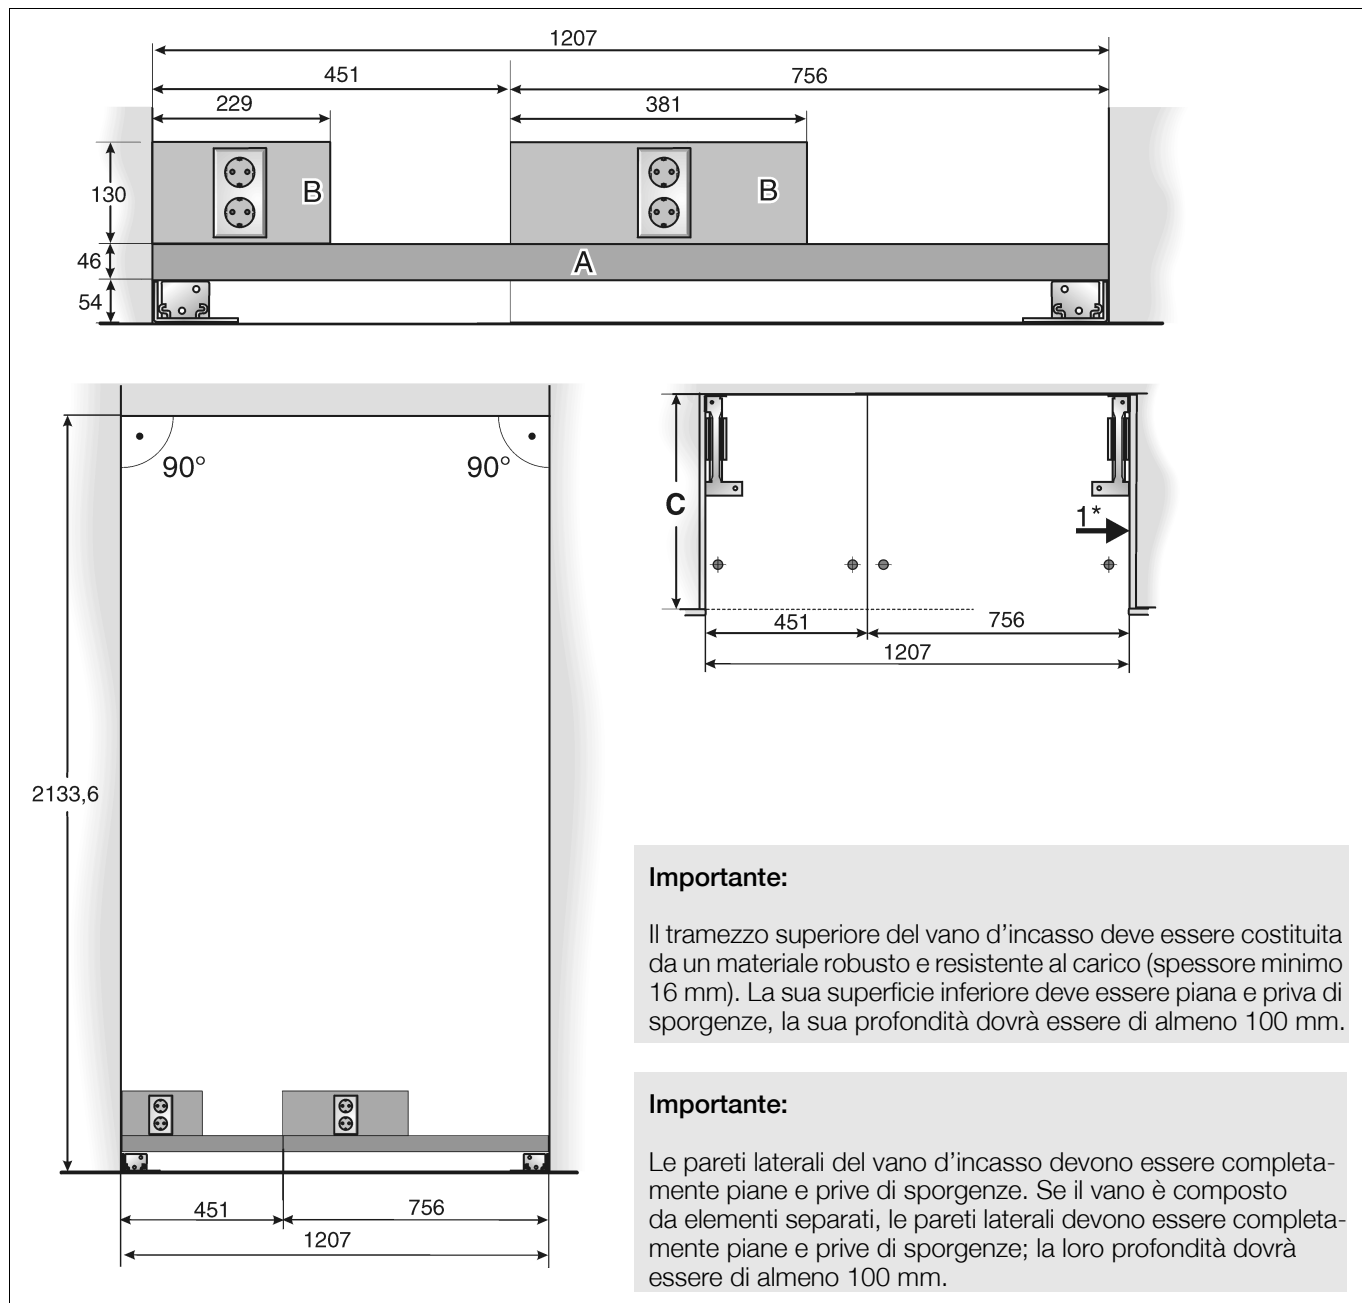 1207
451
756
229
381
130
B
B
46
A
54
90°
90°
C
1*
451
756
1207
2133,6
Importante:
Il tramezzo superiore del vano d'incasso deve essere costituita
da un materiale robusto e resistente al carico (spessore minimo
16 mm). La sua superficie inferiore deve essere piana e priva di
sporgenze, la sua profondità dovrà essere di almeno 100 mm.
Importante:
Le pareti laterali del vano d'incasso devono essere completa-
mente piane e prive di sporgenze. Se il vano è composto
da elementi separati, le pareti laterali devono essere completa-
mente piane e prive di sporgenze; la loro profondità dovrà
essere di almeno 100 mm.
451
756
1207